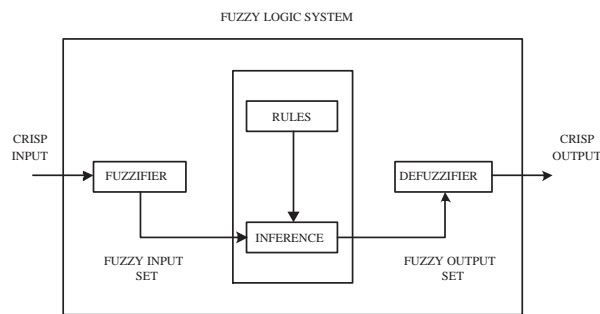 FUZZY LOGIC SYSTEM
RULES
CRISP
INPUT
CRISP
OUTPUT
FUZZIFIER
DEFUZZIFIER
INFERENCE
FUZZY INPUT
SET
FUZZY OUTPUT
SET